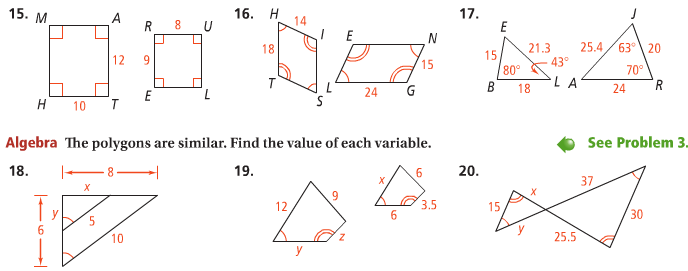 15. M A 12 H 10 T R 8 U 9 E L
16. H 14 I 18 T S E N 15 L 24 G
17. E 15 21.3 43° 80° B 18 L J 25.4 63° 20 70° A 24 R
Algebra The polygons are similar. Find the value of each variable. See Problem 3.
18. 8 x y 6 5 10
19. 12 9 y z x 6 6 3.5
20. 15 x y 37 30 25.5